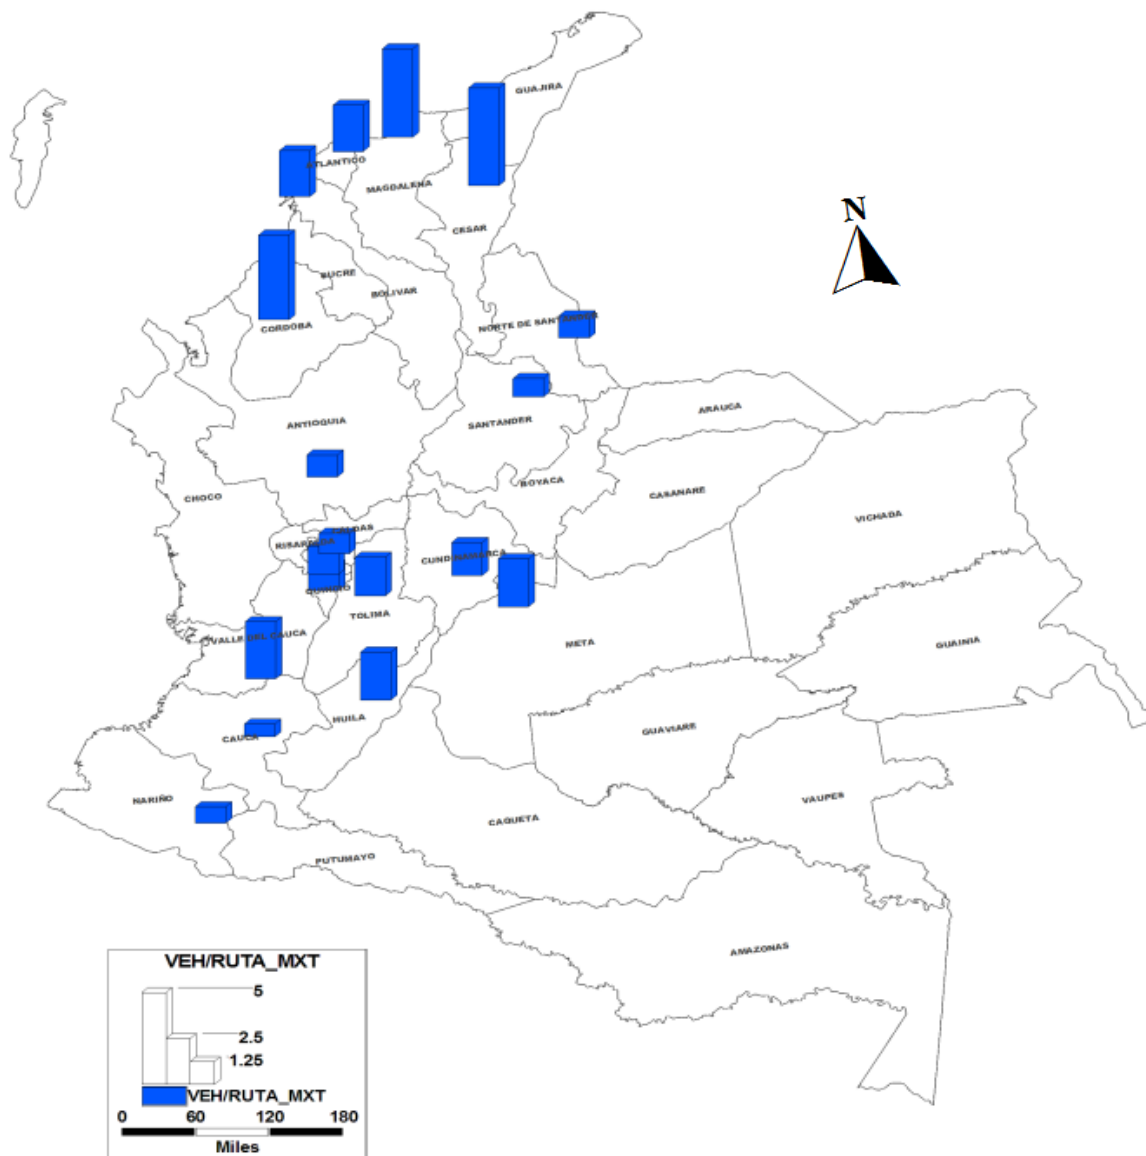 GUAJIRA
ATLANTICO
MAGDALENA
N
CESAR
SUCRE
BOLIVAR
CORDOBA
NORTE DE SANTANDER
ARAUCA
ANTIOQUIA
SANTANDER
BOYACA
CASANARE
CHOCO
VICHADA
CALDAS
RISARALDA
CUNDINAMARCA
QUINDIO
TOLIMA
VALLE DEL CAUCA
META
GUAINIA
HUILA
CAUCA
GUAVIARE
NARIÑO
VAUPES
CAQUETA
PUTUMAYO
AMAZONAS
VEH/RUTA_MXT
5
2.5
1.25
VEH/RUTA_MXT
0 60 120 180
Miles